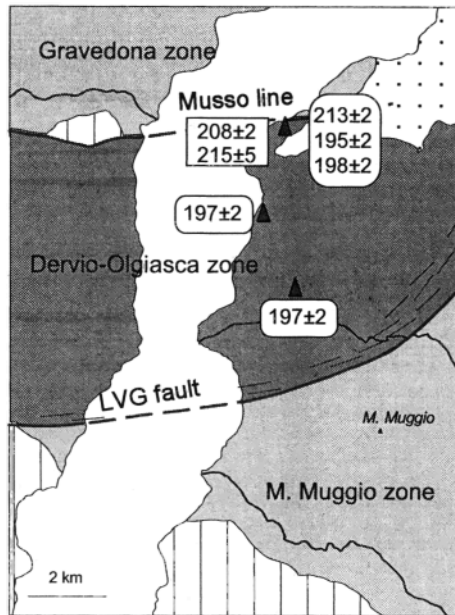 Gravedona zone
Musso line
208±2
215±5
213±2
195±2
198±2
197±2
Dervio-Olgiasca zone
197±2
LVG fault
M. Muggio
M. Muggio zone
2 km